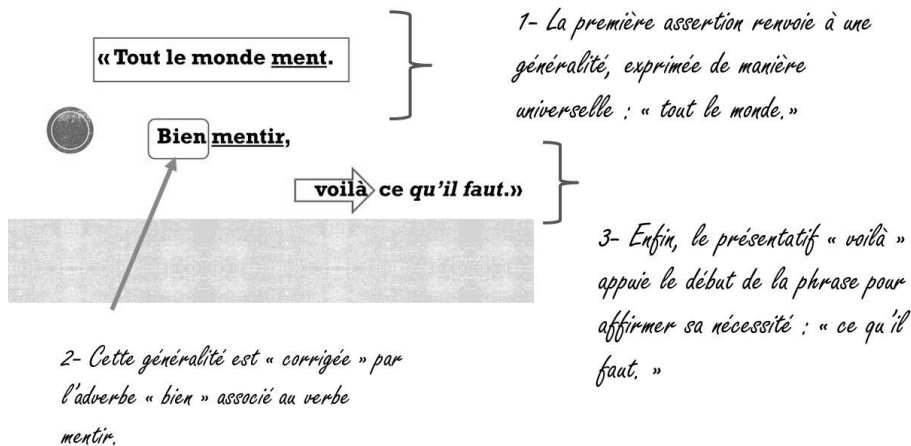 « Tout le monde ment.
Bien mentir,
voilà ce qu'il faut.»
1- La première assertion renvoie à une
généralité, exprimée de manière
universelle : « tout le monde.»
2- Cette généralité est « corrigée » par
l'adverbe « bien » associé au verbe
mentir.
3- Enfin, le présentatif « voilà »
appuie le début de la phrase pour
affirmer sa nécessité : « ce qu'il
faut. »